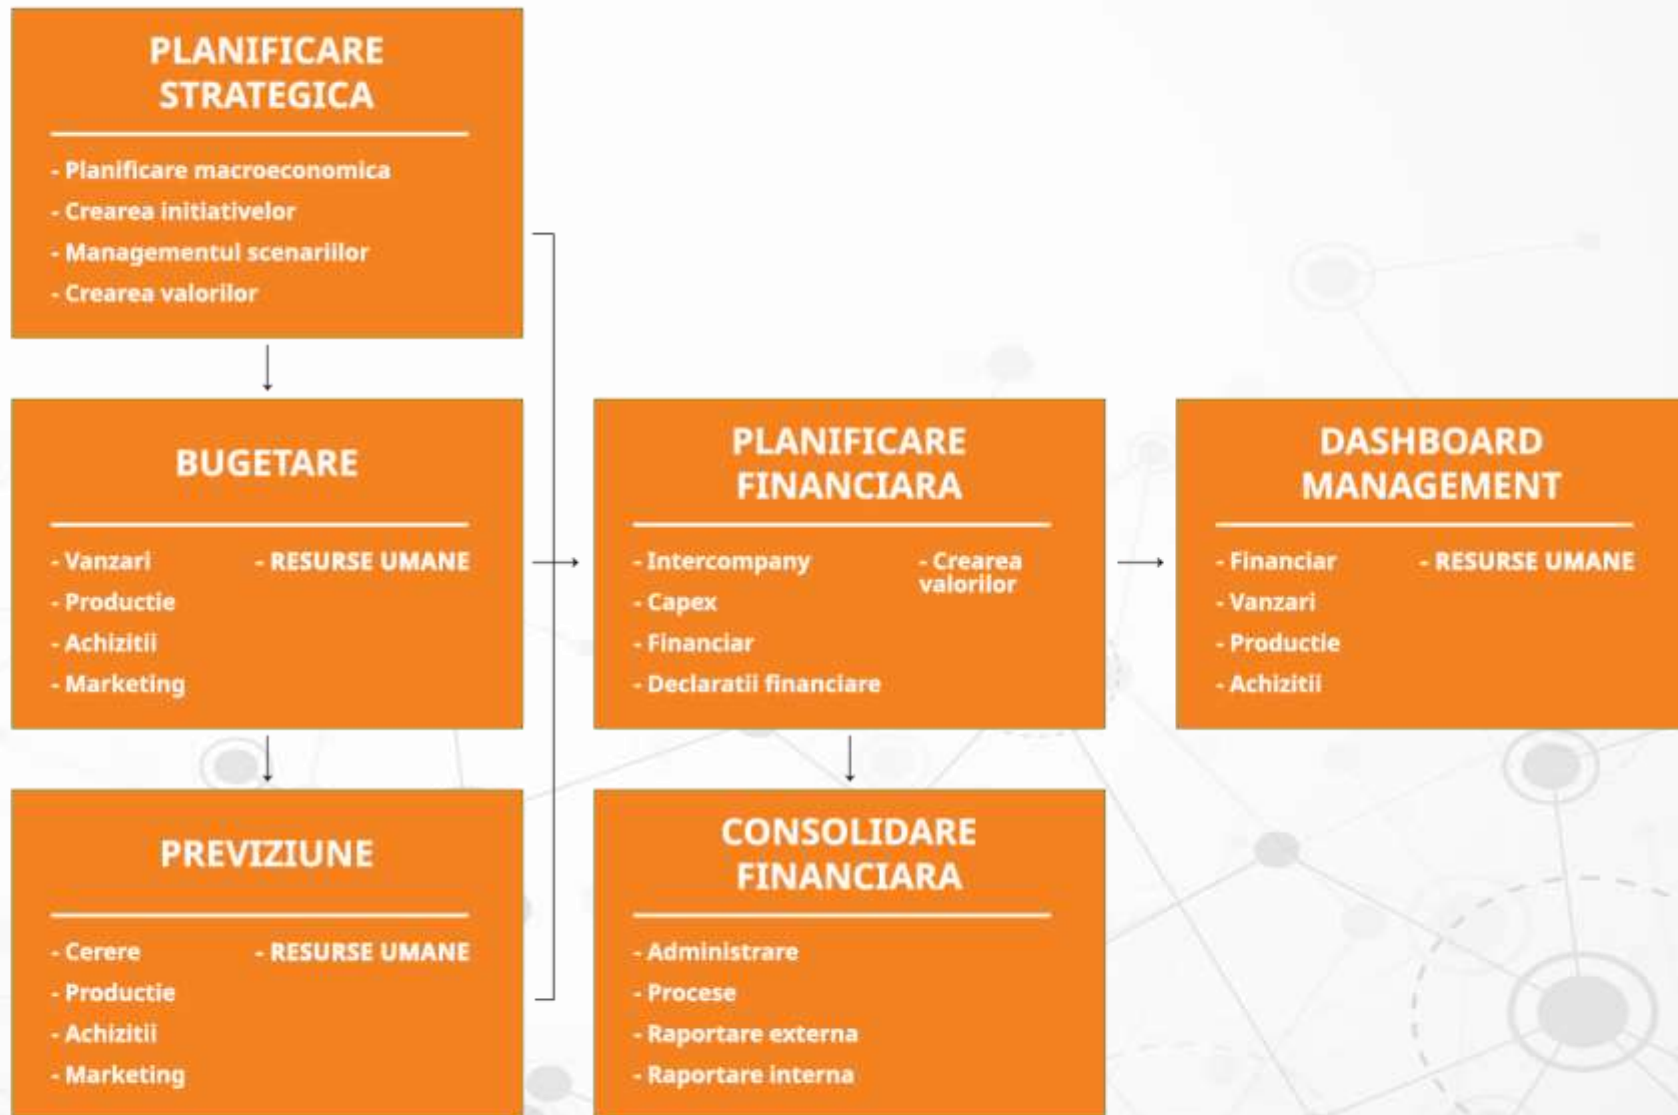 PLANIFICARE
STRATEGICA
- Planificare macroeconomica
- Crearea initiativelor
- Managementul scenariilor
- Crearea valorilor
BUGETARE
- Vanzari
- Productie
- Achizitii
- Marketing
- RESURSE UMANE
PREVIZIUNE
- Cerere
- Productie
- Achizitii
- Marketing
- RESURSE UMANE
PLANIFICARE
FINANCIARA
- Intercompany
- Capex
- Financiar
- Declaratii financiare
- Crearea
valorilor
CONSOLIDARE
FINANCIARA
- Administrare
- Procese
- Raportare externa
- Raportare interna
DASHBOARD
MANAGEMENT
- Financiar
- Vanzari
- Productie
- Achizitii
- RESURSE UMANE